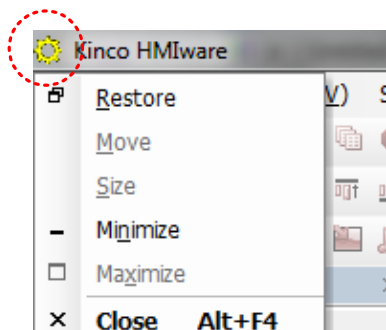 Kinco HMIware
Restore V) S
Move
Size
Minimize
Maximize
Close Alt+F4